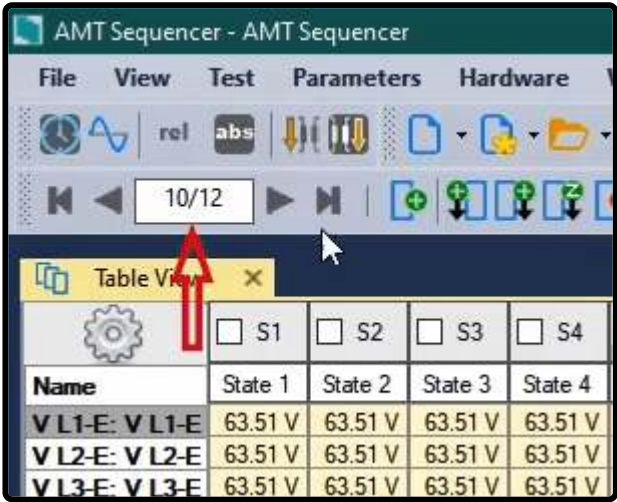 AMT Sequencer - AMT Sequencer
File View Test Parameters Hardware
rel abs
10/12
Table View
S1 S2 S3 S4
Name State 1 State 2 State 3 State 4
V L1-E: V L1-E 63.51 V 63.51 V 63.51 V 63.51 V
V L2-E: V L2-E 63.51 V 63.51 V 63.51 V 63.51 V
V L3-E: V L3-E 63.51 V 63.51 V 63.51 V 63.51 V